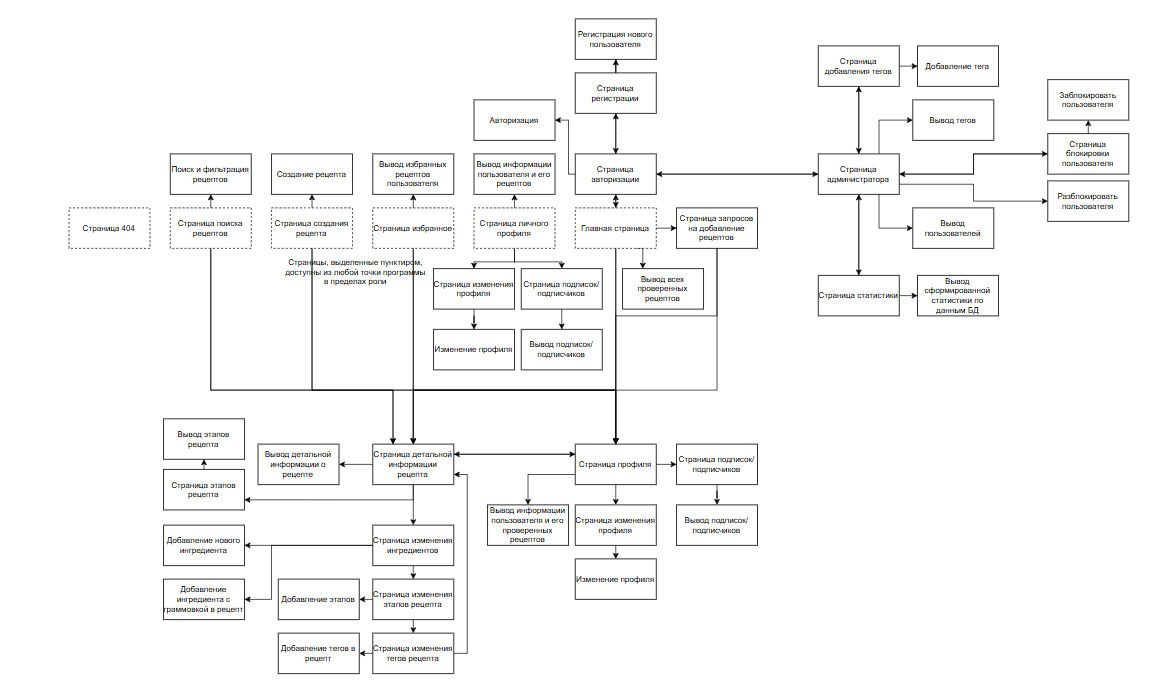 Регистрация нового
пользователя
Страница
регистрации
Авторизация
Страница
авторизации
Страница
добавления тегов
Добавление тега
Вывод тегов
Заблокировать
пользователя
Страница
блокировки
пользователя
Страница
администратора
Разблокировать
пользователя
Вывод
пользователей
Страница статистики
Вывод
сформированной
статистики по
данным БД
Поиск и фильтрация
рецептов
Создание рецепта
Вывод избранных
рецептов
пользователя
Вывод информации
пользователя и его
рецептов
Страница 404
Страница поиска
рецептов
Страница создания
рецепта
Страница избранное
Страница личного
профиля
Главная страница
Страница запросов
на добавление
рецептов
Страницы, выделенные пунктиром,
доступны из любой точки программы
в пределах роли
Страница изменения
профиля
Страница подписок/
подписчиков
Вывод всех
проверенных
рецептов
Изменение профиля
Вывод подписок/
подписчиков
Вывод этапов
рецепта
Страница этапов
рецепта
Вывод детальной
информации о
рецепте
Страница детальной
информации
рецепта
Страница профиля
Страница подписок/
подписчиков
Вывод информации
пользователя и его
проверенных
рецептов
Страница изменения
профиля
Вывод подписок/
подписчиков
Изменение профиля
Добавление нового
ингредиента
Страница изменения
ингредиентов
Добавление
ингредиента с
граммовкой в рецепт
Добавление этапов
Страница изменения
этапов рецепта
Добавление тегов в
рецепт
Страница изменения
тегов рецепта